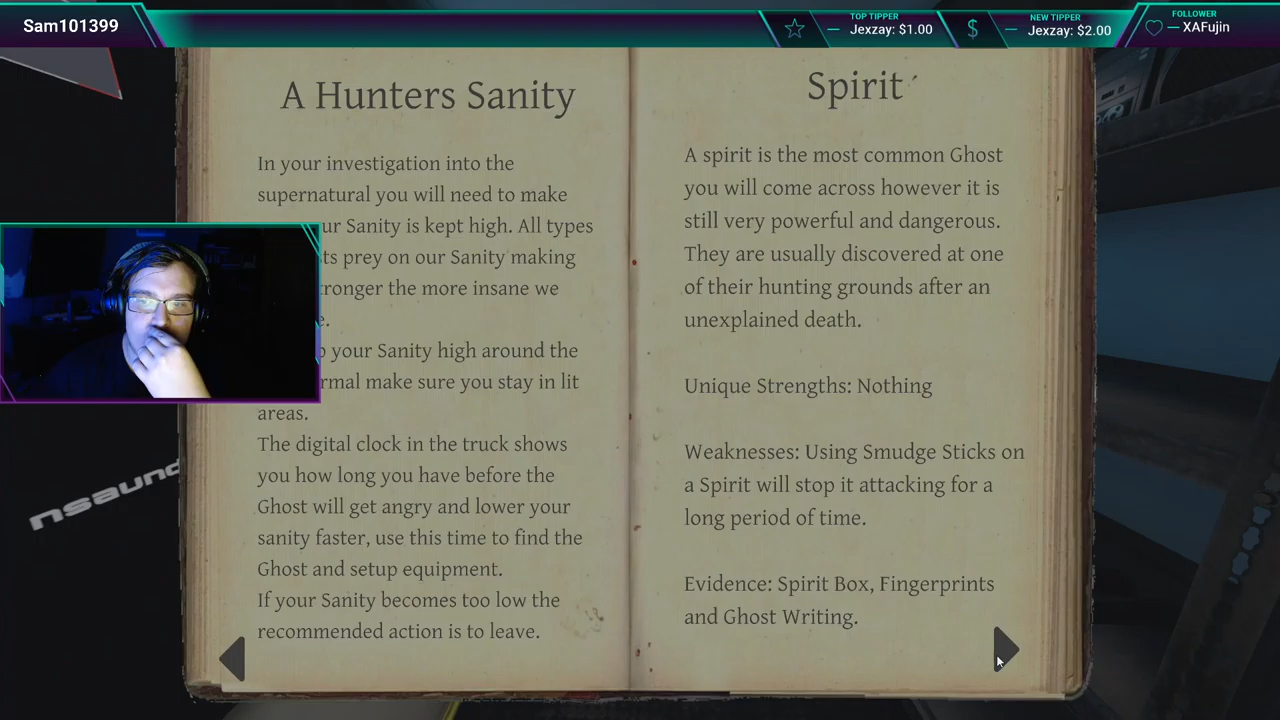 Sam101399
TOP TIPPER
Jexzay: $1.00
$
NEW TIPPER
Jexzay: $2.00
FOLLOWER
XAFujin
A Hunters Sanity
In your investigation into the
supernatural you will need to make
ur Sanity is kept high. All types
ts prey on our Sanity making
tronger the more insane we
e.
p your Sanity high around the
rmal make sure you stay in lit
areas.
The digital clock in the truck shows
you how long you have before the
Ghost will get angry and lower your
sanity faster, use this time to find the
Ghost and setup equipment.
If your Sanity becomes too low the
recommended action is to leave.
Spirit
A spirit is the most common Ghost
you will come across however it is
still very powerful and dangerous.
They are usually discovered at one
of their hunting grounds after an
unexplained death.
Unique Strengths: Nothing
Weaknesses: Using Smudge Sticks on
a Spirit will stop it attacking for a
long period of time.
Evidence: Spirit Box, Fingerprints
and Ghost Writing.